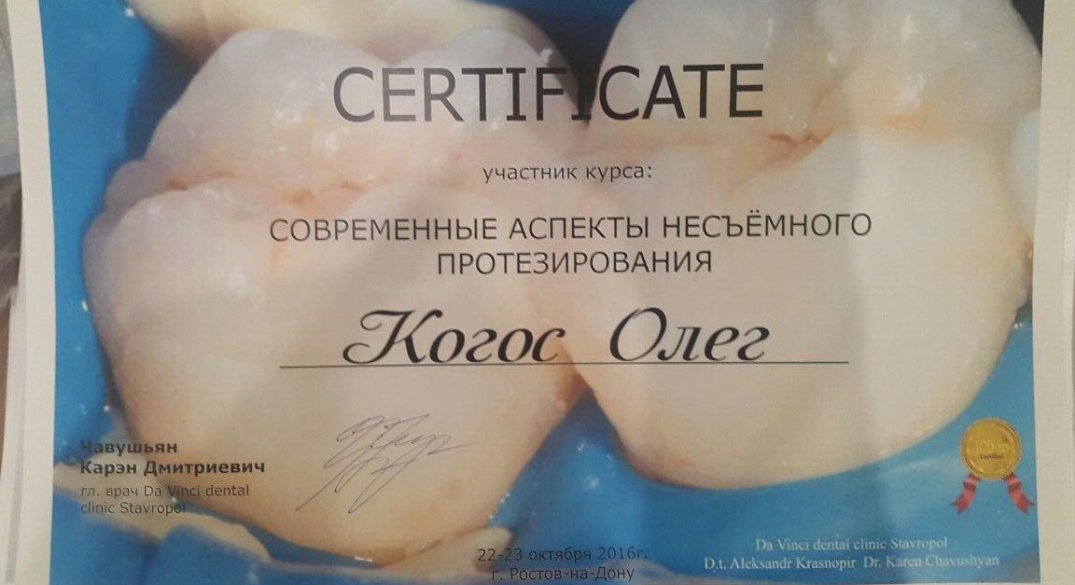 CERTIFICATE
участник курса:
СОВРЕМЕННЫЕ АСПЕКТЫ НЕСЪЁМНОГО
ПРОТЕЗИРОВАНИЯ
Когос Олег
Чавушьян
Карэн Дмитриевич
гл. врач Da Vinci dental
clinic Stavropol
22-23 октября 2016г.
г. Ростов-на-Дону
Da Vinci dental clinic Stavropol
D.t. Aleksandr Krasnopir Dr. Karen Chavushyan